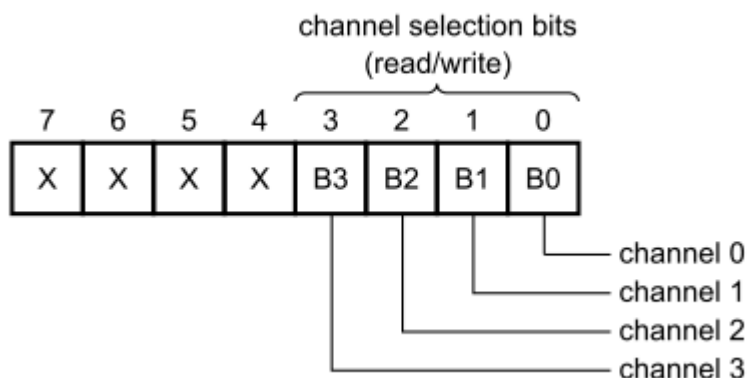 channel selection bits
(read/write)
7 6 5 4 3 2 1 0
X X X X B3 B2 B1 B0
channel 0
channel 1
channel 2
channel 3